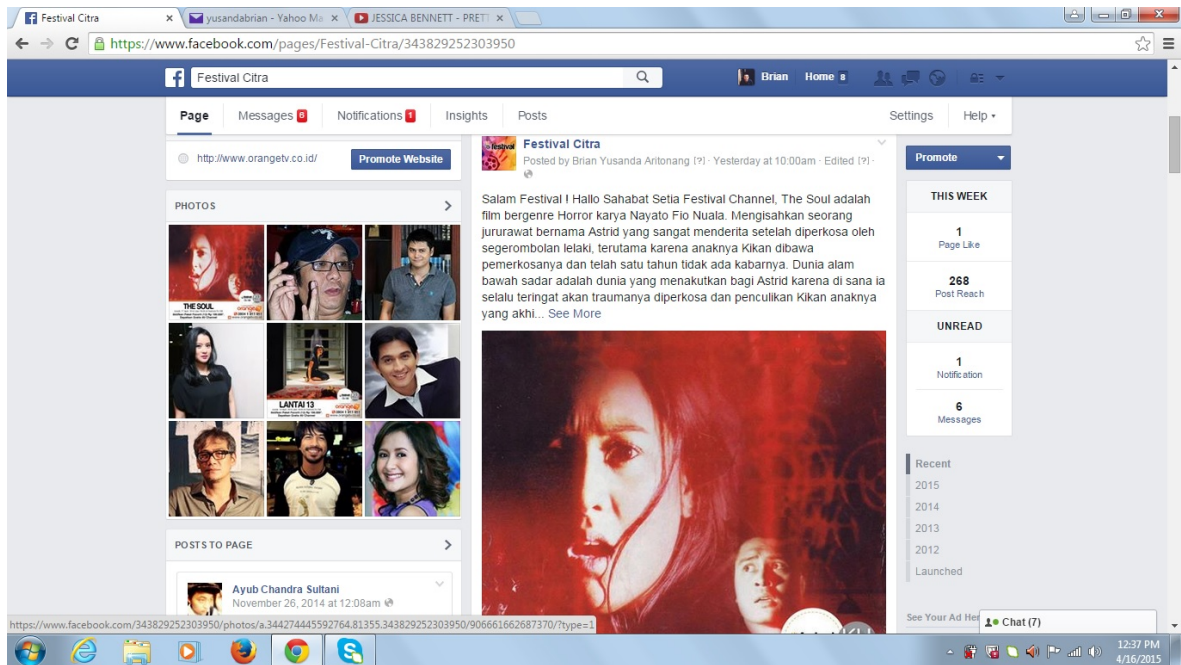 Festival Citra
yusandabrian - Yahoo Ma
JESSICA BENNETT - PRET
https://www.facebook.com/pages/Festival-Citra/343829252303950
Festival Citra
Brian
Home 8
Page
Messages 6
Notifications 1
Insights
Posts
Settings
Help
http://www.orangetv.co.id/
Promote Website
PHOTOS
THE SOUL
LANTAI 13
POSTS TO PAGE
Ayub Chandra Sultani
November 26, 2014 at 12:08am
festival
Festival Citra
Posted by Brian Yusanda Aritonang [?] · Yesterday at 10:00am · Edited [?] ·
Salam Festival ! Hallo Sahabat Setia Festival Channel, The Soul adalah
film bergenre Horror karya Nayato Fio Nuala. Mengisahkan seorang
jururawat bernama Astrid yang sangat menderita setelah diperkosa oleh
segerombolan lelaki, terutama karena anaknya Kikan dibawa
pemerkosanya dan telah satu tahun tidak ada kabarnya. Dunia alam
bawah sadar adalah dunia yang menakutkan bagi Astrid karena di sana ia
selalu teringat akan traumanya diperkosa dan penculikan Kikan anaknya
yang akhi... See More
Promote
THIS WEEK
1
Page Like
268
Post Reach
UNREAD
1
Notification
6
Messages
Recent
2015
2014
2013
2012
Launched
See Your Ad Her
Chat (7)
https://www.facebook.com/343829252303950/photos/a.344274445592764.81355.343829252303950/906661662687370/?type=1
12:37 PM
4/16/2015